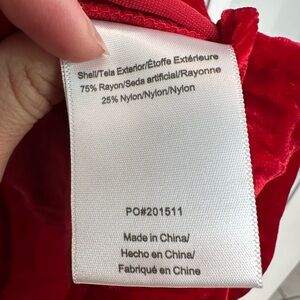 Shell/Tela Exterior/Étoffe Extérieure
75% Rayon/Seda artificial/Rayonne
25% Nylon/Nylon/Nylon
PO#201511
Made in China/
Hecho en China/
Fabriqué en Chine